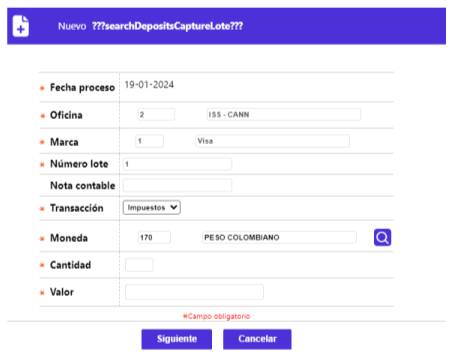 Nuevo ???searchDepositsCaptureLote???
* Fecha proceso 19-01-2024
* Oficina 2 ISS - CANN
* Marca 1 Visa
* Número lote 1
Nota contable
* Transacción Impuestos
* Moneda 170 PESO COLOMBIANO
* Cantidad
* Valor
*Campo obligatorio
Siguiente Cancelar